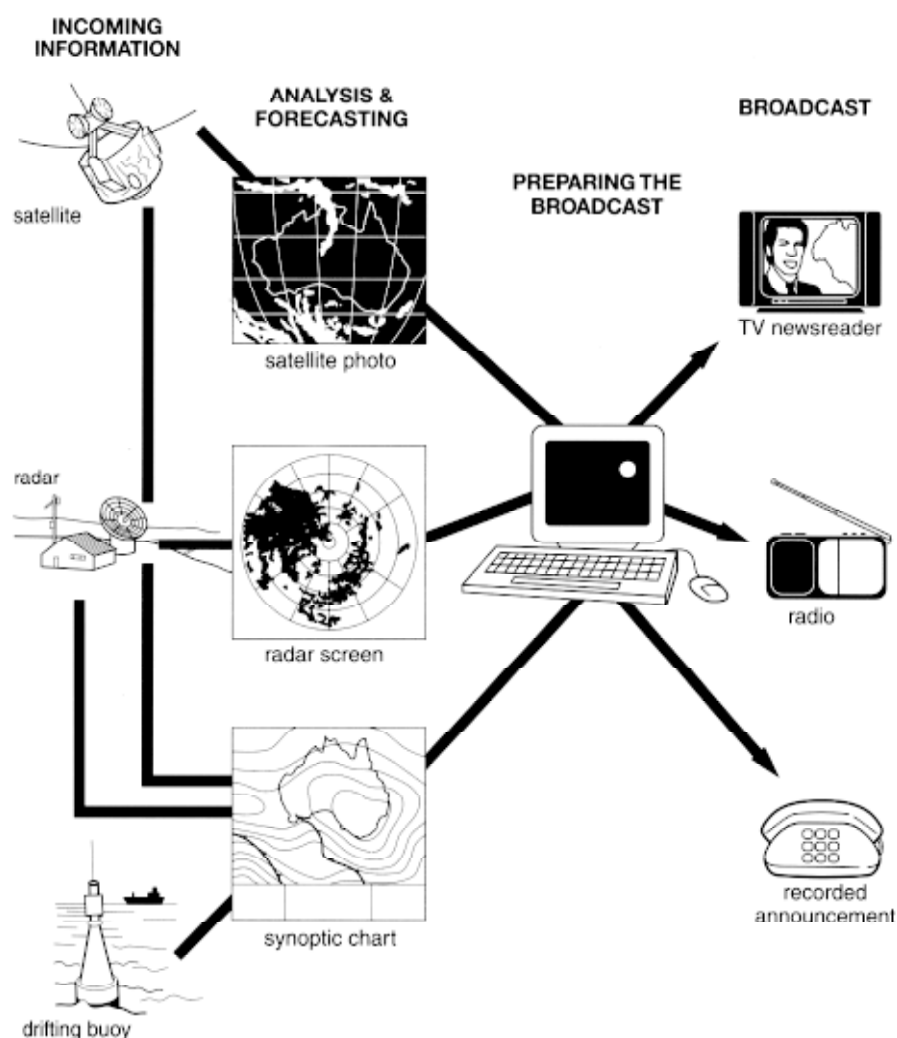 INCOMING
INFORMATION
satellite
radar
drifting buoy
ANALYSIS &
FORECASTING
satellite photo
radar screen
synoptic chart
PREPARING THE
BROADCAST
BROADCAST
TV newsreader
radio
recorded
announcement